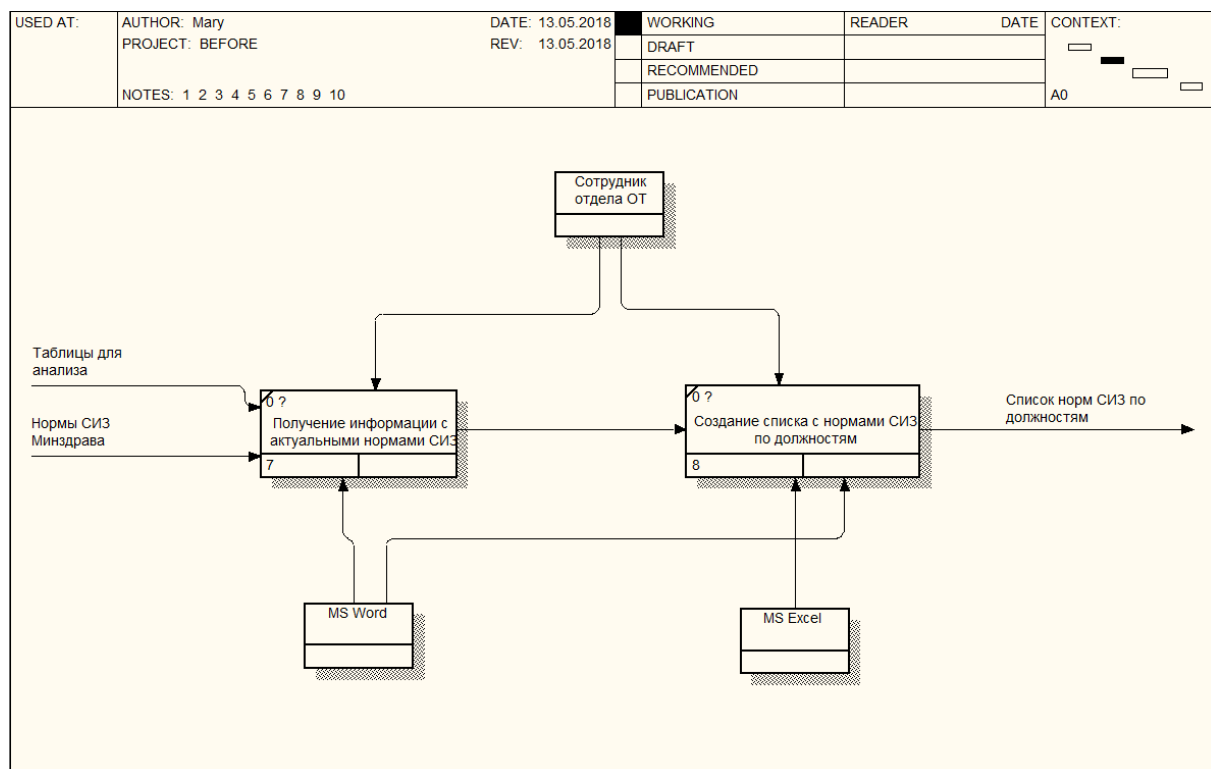 USED AT:
AUTHOR: Mary
DATE: 13.05.2018
PROJECT: BEFORE
REV: 13.05.2018
NOTES: 1 2 3 4 5 6 7 8 9 10
WORKING
DRAFT
RECOMMENDED
PUBLICATION
READER
DATE
CONTEXT:
A0
Сотрудник
отдела ОТ
Таблицы для
анализа
Нормы СИЗ
Минздрава
0 ?
Получение информации с
актуальными нормами СИЗ
7
0 ?
Создание списка с нормами СИЗ
по должностям
8
Список норм СИЗ по
должностям
MS Word
MS Excel